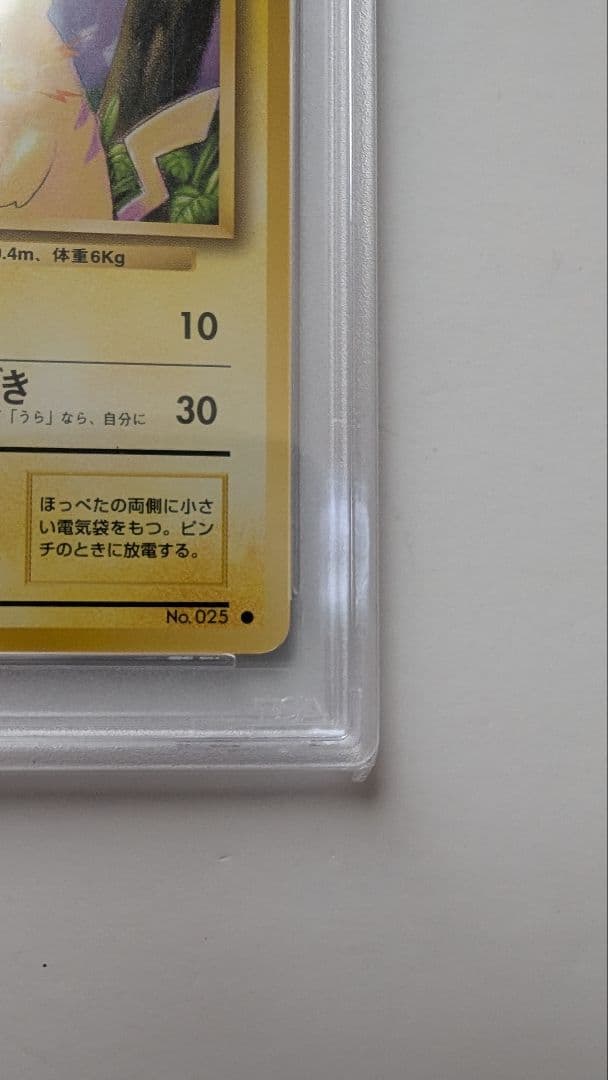 .4m、体重6Kg
10
き
「うら」なら、自分に 30
ほっぺたの両側に小さ
い電気袋をもつ。ピン
チのときに放電する。
No.025 ●
PSA